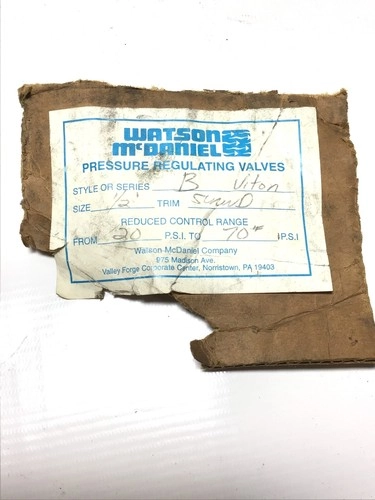 WATSON
McDANIEL
PRESSURE REGULATING VALVES
STYLE OR SERIES B Viton
SIZE 1/2 TRIM
REDUCED CONTROL RANGE
FROM 20 P.S.I. TO 70# P.S.I
Watson-McDaniel Company
975 Madison Ave.
Valley Forge Corporate Center, Norristown, PA 19403